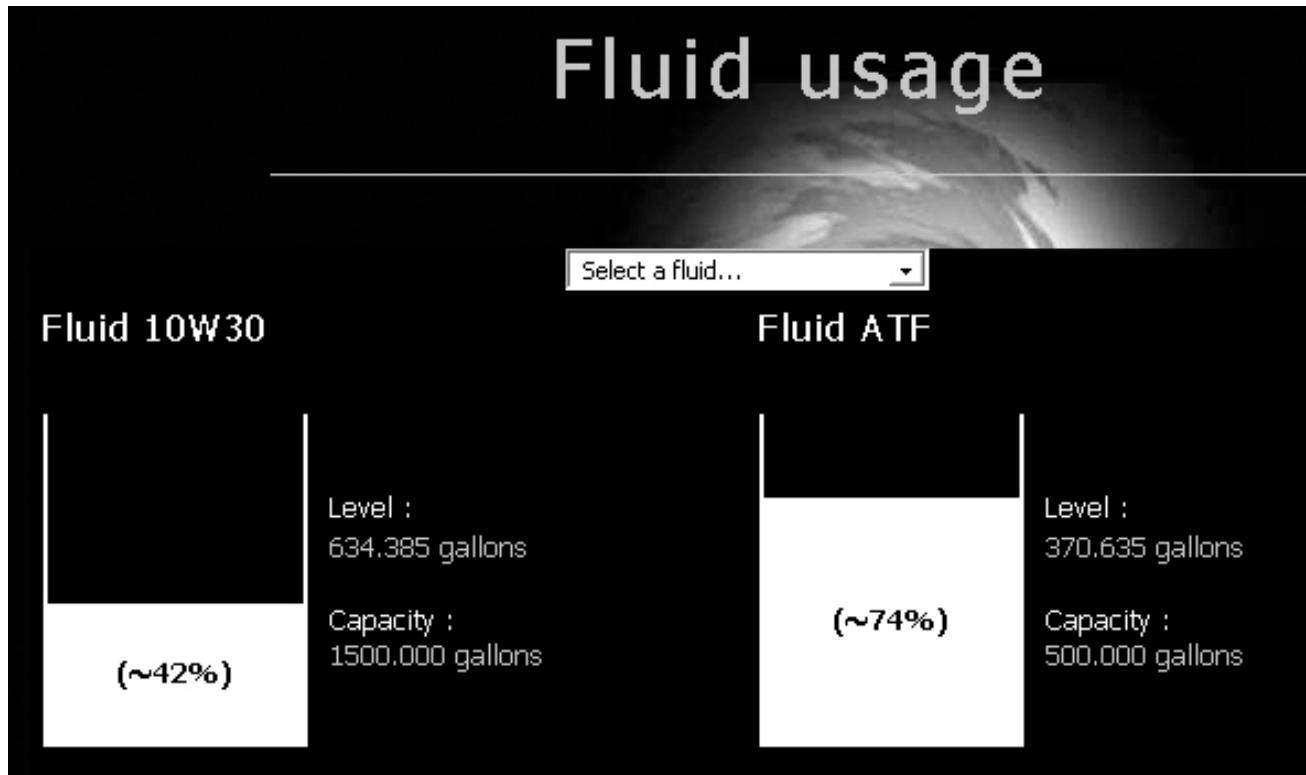 Fluid usage
Select a fluid...
Fluid 10W30
Level :
634.385 gallons
Capacity :
1500.000 gallons
(~42%)
Fluid ATF
Level :
370.635 gallons
(~74%)
Capacity :
500.000 gallons